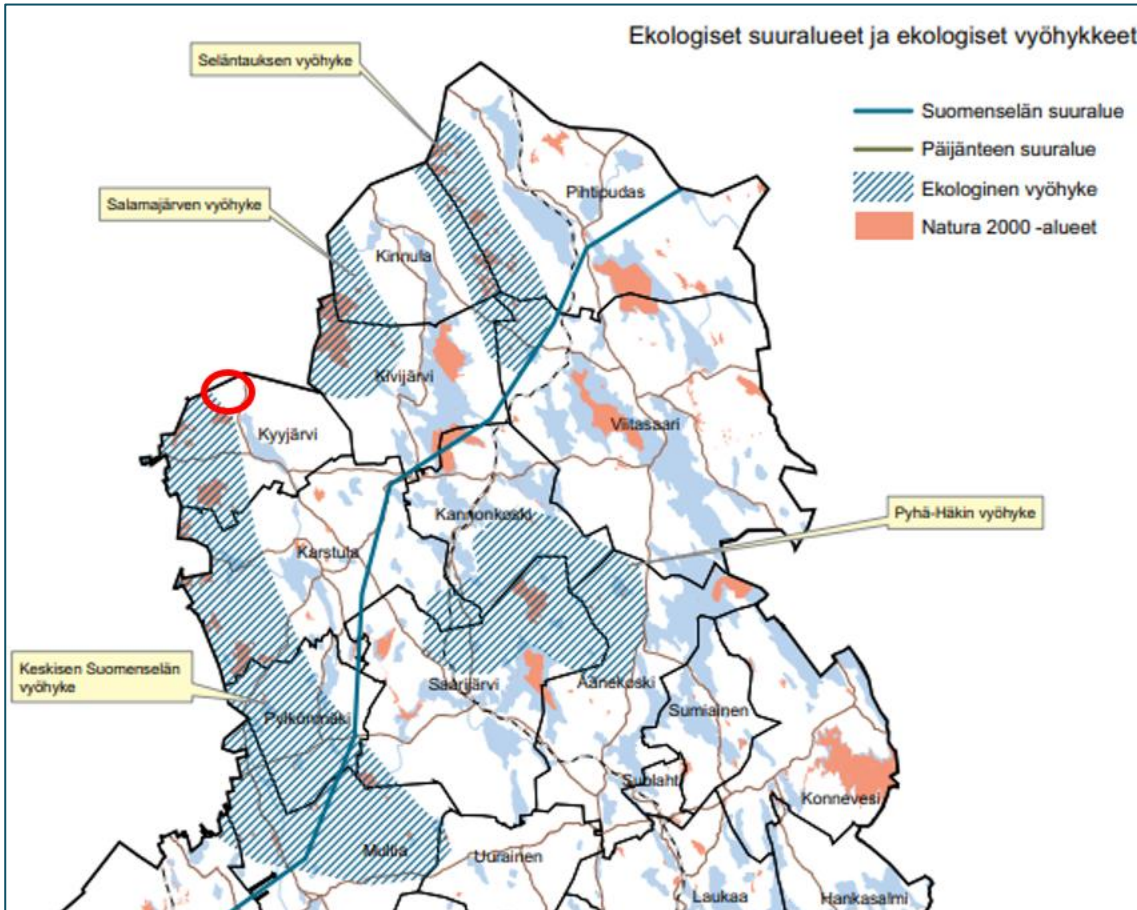 Ekologiset suuralueet ja ekologiset vyöhykkeet
Seläntauksen vyöhyke
Suomenselän suuralue
Päijänteen suuralue
Ekologinen vyöhyke
Natura 2000 -alueet
Pihtipudas
Salamajärven vyöhyke
Kinnula
Kivijärvi
Kyyjärvi
Viitasaari
Kannonkoski
Pyhä-Häkin vyöhyke
Karstula
Keskisen Suomenselän
vyöhyke
Saarijärvi
Äänekoski
Sumiainen
Pylkönmäki
Suolahti
Konnevesi
Multia
Uurainen
Laukaa
Hankasalmi